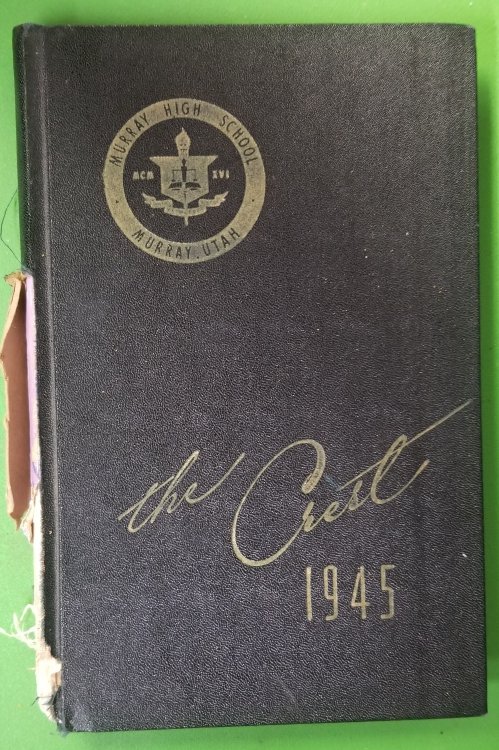 MURRAY HIGH SCHOOL
MCM XVI
MURRAY, UTAH
the Crest
1945